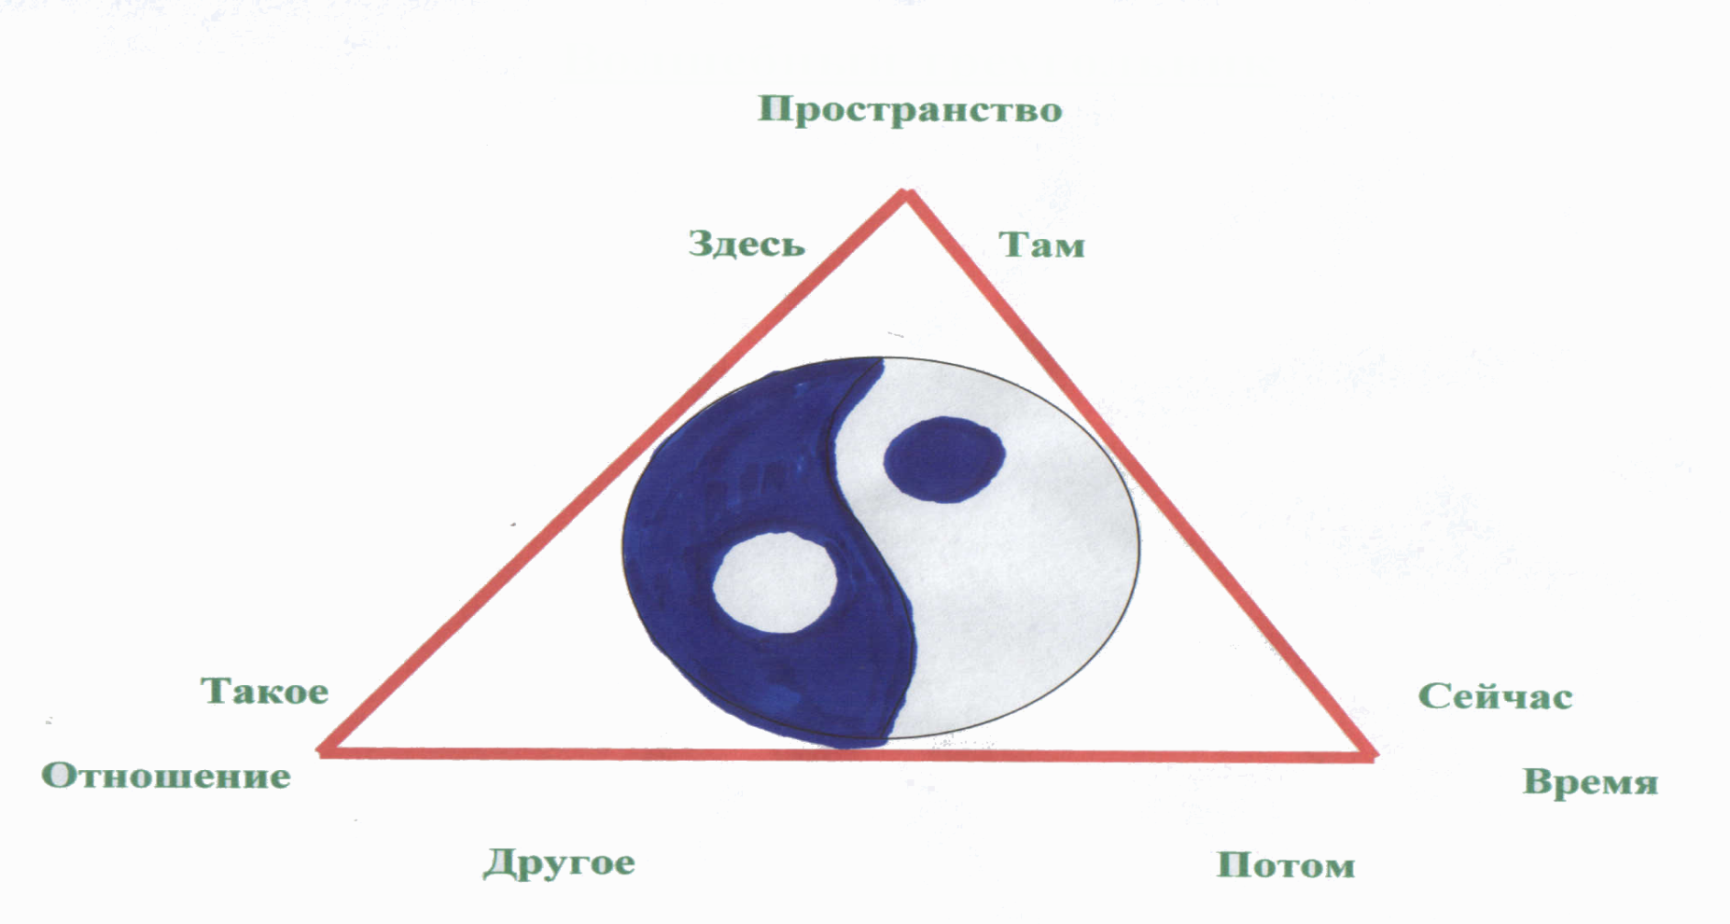 Пространство
Здесь
Там
Такое
Сейчас
Отношение
Время
Другое
Потом